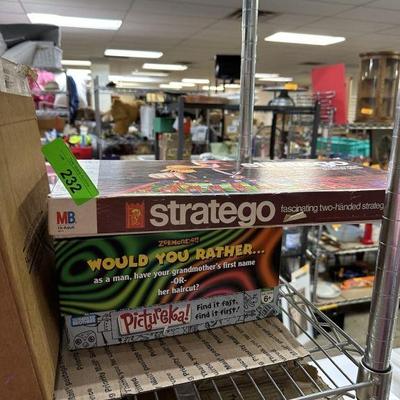 232
MB
stratego
fascinating two-handed strateg
Zobmondo!!
WOULD YOU RATHER...
as a man, have your grandmother's first name
-OR-
her haircut?
Pictureka!
Find it fast,
find it first!
6+